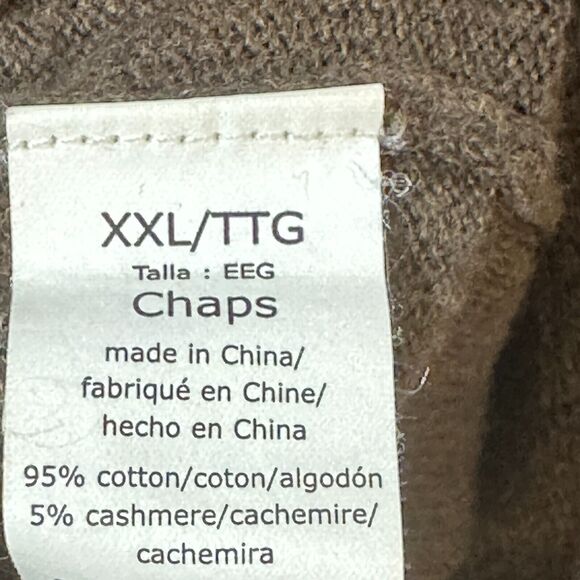 XXL/TTG
Talla : EEG
Chaps
made in China/
fabriqué en Chine/
hecho en China
95% cotton/coton/algodón
5% cashmere/cachemire/
cachemira